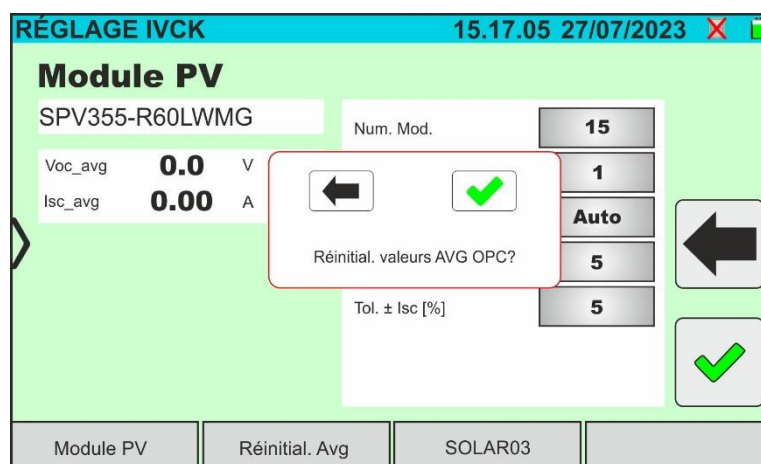 RÉGLAGE IVCK 15.17.05 27/07/2023
Module PV
SPV355-R60LWMG
Num. Mod. 15
Voc_avg 0.0 V
1
Isc_avg 0.00 A
Auto
Réinitial. valeurs AVG OPC?
5
Tol. ± Isc [%] 5
Module PV Réinitial. Avg SOLAR03